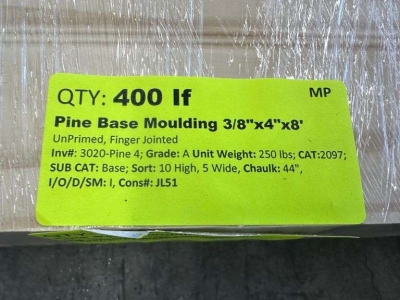 QTY: 400 lf MP
Pine Base Moulding 3/8"x4"x8'
UnPrimed, Finger Jointed
Inv#: 3020-Pine 4; Grade: A Unit Weight: 250 lbs; CAT:2097;
SUB CAT: Base; Sort: 10 High, 5 Wide, Chaulk: 44",
I/O/D/SM: I, Cons#: JL51